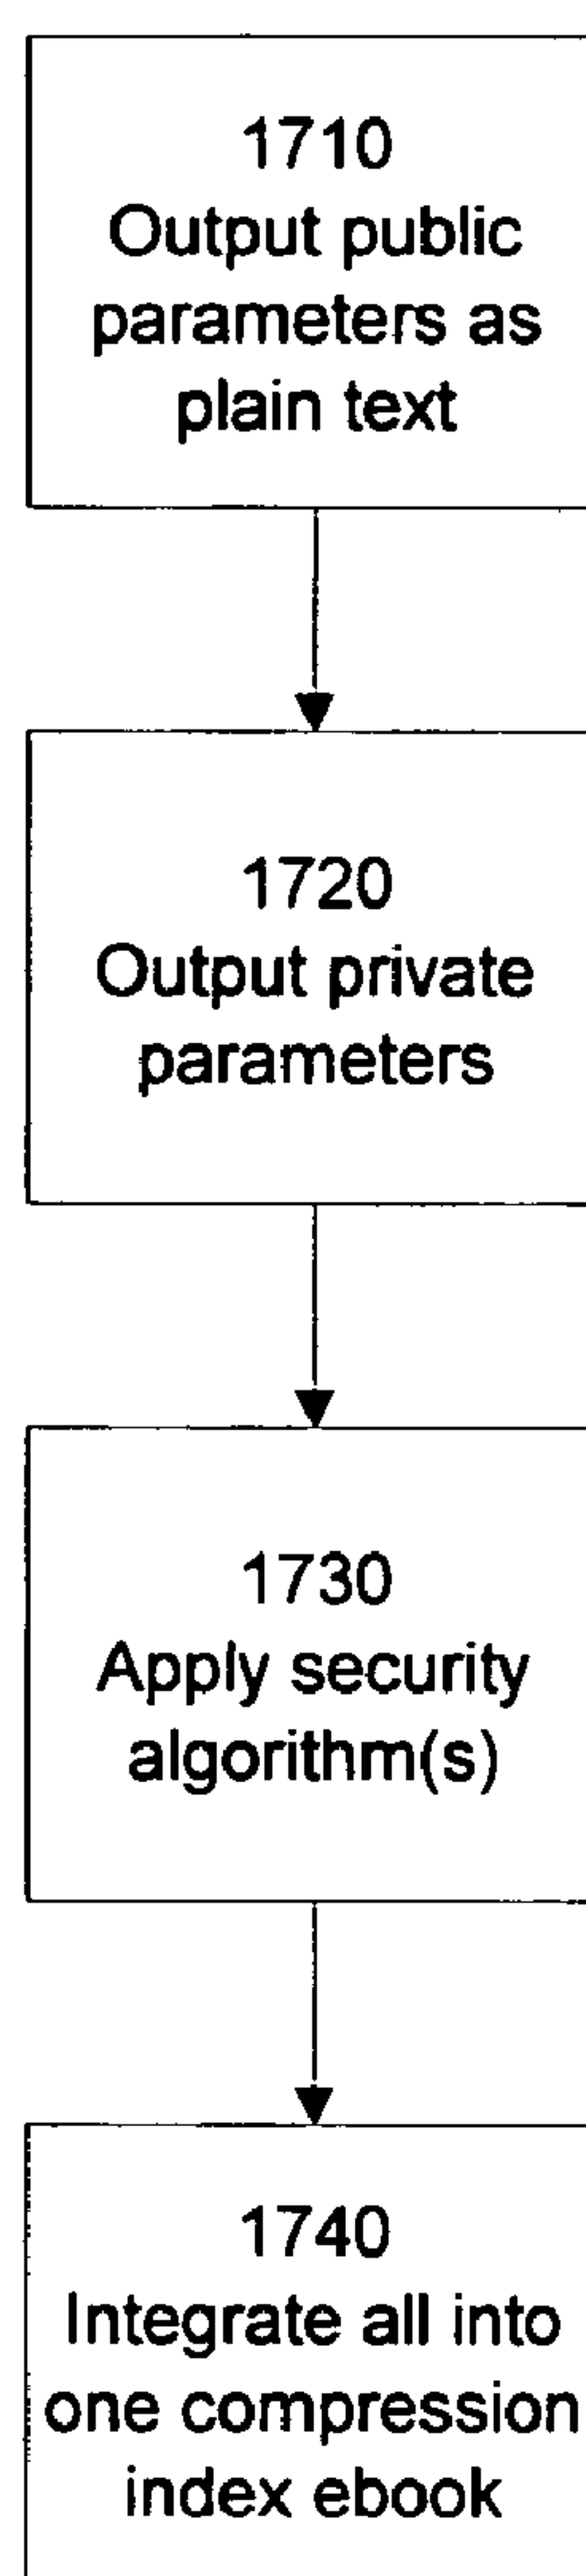 1710
Output public
parameters as
plain text
1720
Output private
parameters
1730
Apply security
algorithm(s)
1740
Integrate all into
one compression
index ebook